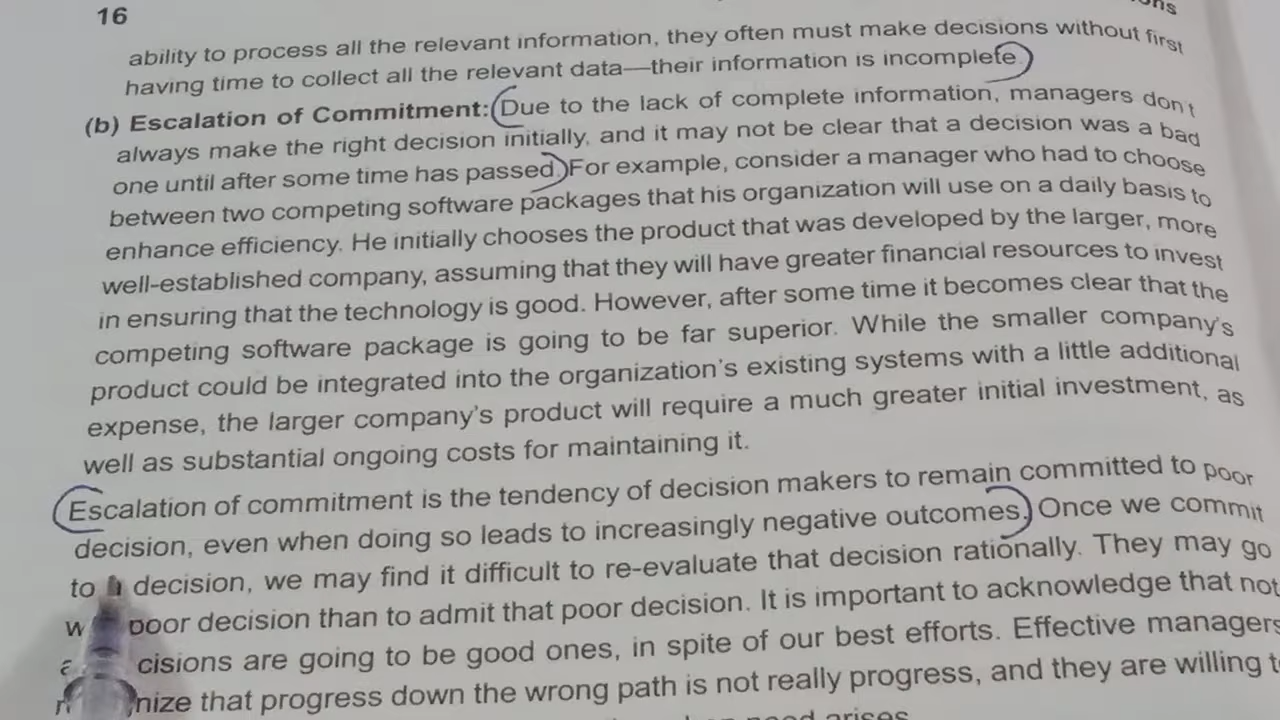 16
ability to process all the relevant information, they often must make decisions without first
having time to collect all the relevant data—their information is incomplete.
(b) Escalation of Commitment: Due to the lack of complete information, managers don't
always make the right decision initially, and it may not be clear that a decision was a bad
one until after some time has passed. For example, consider a manager who had to choose
between two competing software packages that his organization will use on a daily basis to
enhance efficiency. He initially chooses the product that was developed by the larger, more
well-established company, assuming that they will have greater financial resources to invest
in ensuring that the technology is good. However, after some time it becomes clear that the
competing software package is going to be far superior. While the smaller company's
product could be integrated into the organization's existing systems with a little additional
expense, the larger company's product will require a much greater initial investment, as
well as substantial ongoing costs for maintaining it.
Escalation of commitment is the tendency of decision makers to remain committed to poor
decision, even when doing so leads to increasingly negative outcomes. Once we commit
to a decision, we may find it difficult to re-evaluate that decision rationally. They may go
poor decision than to admit that poor decision. It is important to acknowledge that not
are going to be good ones, in spite of our best efforts. Effective managers
that progress down the wrong path is not really progress, and they are willing
arises